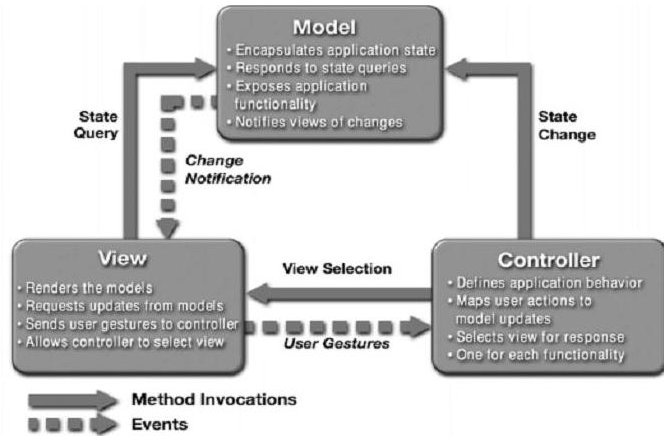 Model
• Encapsulates application state
• Responds to state queries
• Exposes application
functionality
• Notifies views of changes
State
Query
State
Change
Change
Notification
View
• Renders the models
• Requests updates from models
• Sends user gestures to controller
• Allows controller to select view
View Selection
User Gestures
Controller
• Defines application behavior
• Maps user actions to
model updates
• Selects view for response
• One for each functionality
Method Invocations
Events